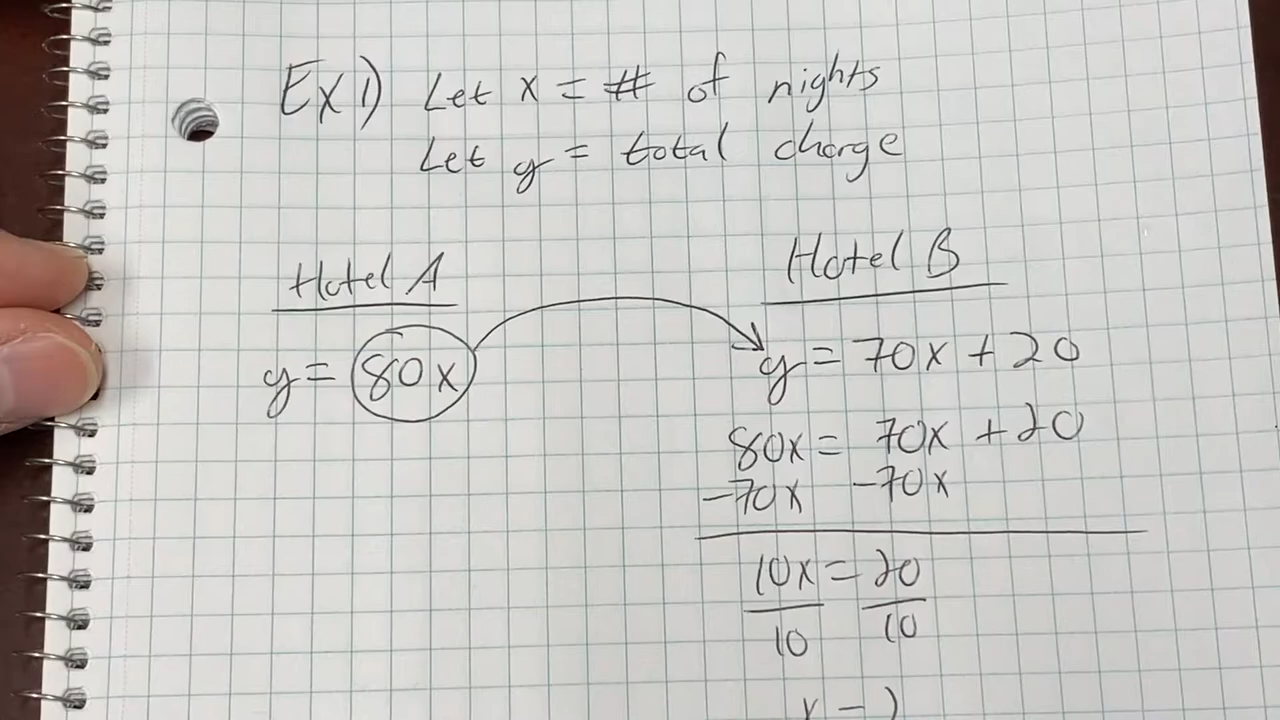 Ex 1) Let x = # of nights
Let y = total charge
Hotel A
y = 80x
Hotel B
y = 70x + 20
80x = 70x + 20
-70x -70x
10x = 20
10 10
x =